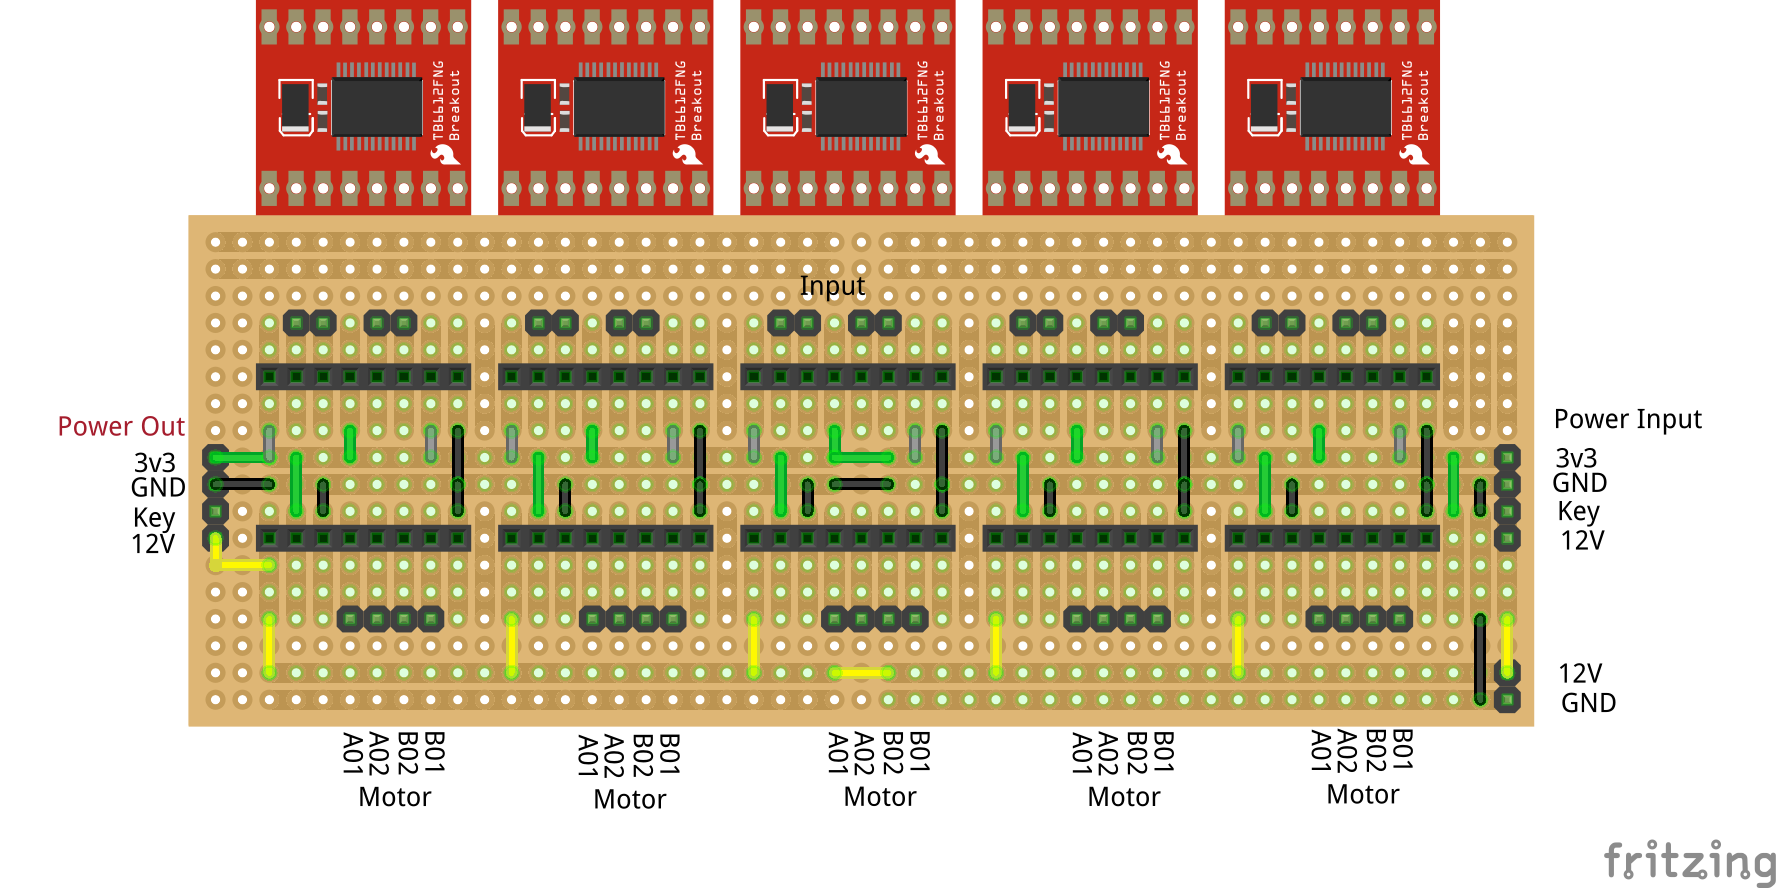 TB6612FNG
Breakout
TB6612FNG
Breakout
TB6612FNG
Breakout
TB6612FNG
Breakout
TB6612FNG
Breakout
Input
Power Out
3v3
GND
Key
12V
Power Input
3v3
GND
Key
12V
12V
GND
A01
A02
B02
B01
Motor
A01
A02
B02
B01
Motor
A01
A02
B02
B01
Motor
A01
A02
B02
B01
Motor
A01
A02
B02
B01
Motor
fritzing